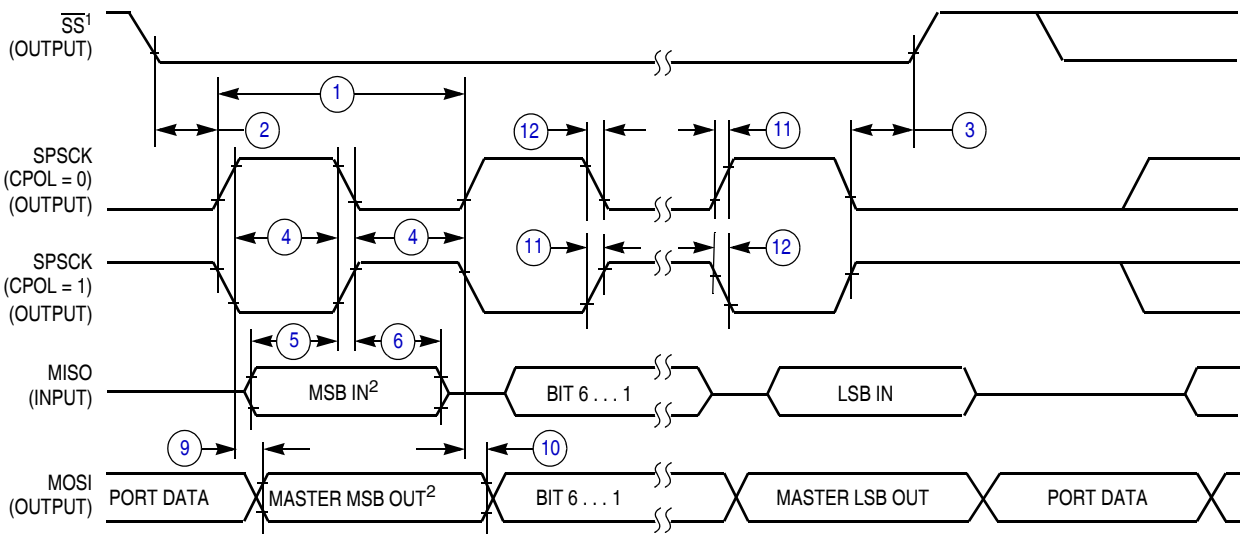 SS¹
(OUTPUT)
1
2
12
11
3
SPSCK
(CPOL = 0)
(OUTPUT)
4
4
11
12
SPSCK
(CPOL = 1)
(OUTPUT)
5
6
MISO
(INPUT)
MSB IN²
BIT 6 . . . 1
LSB IN
9
10
MOSI
(OUTPUT)
PORT DATA
MASTER MSB OUT²
BIT 6 . . . 1
MASTER LSB OUT
PORT DATA